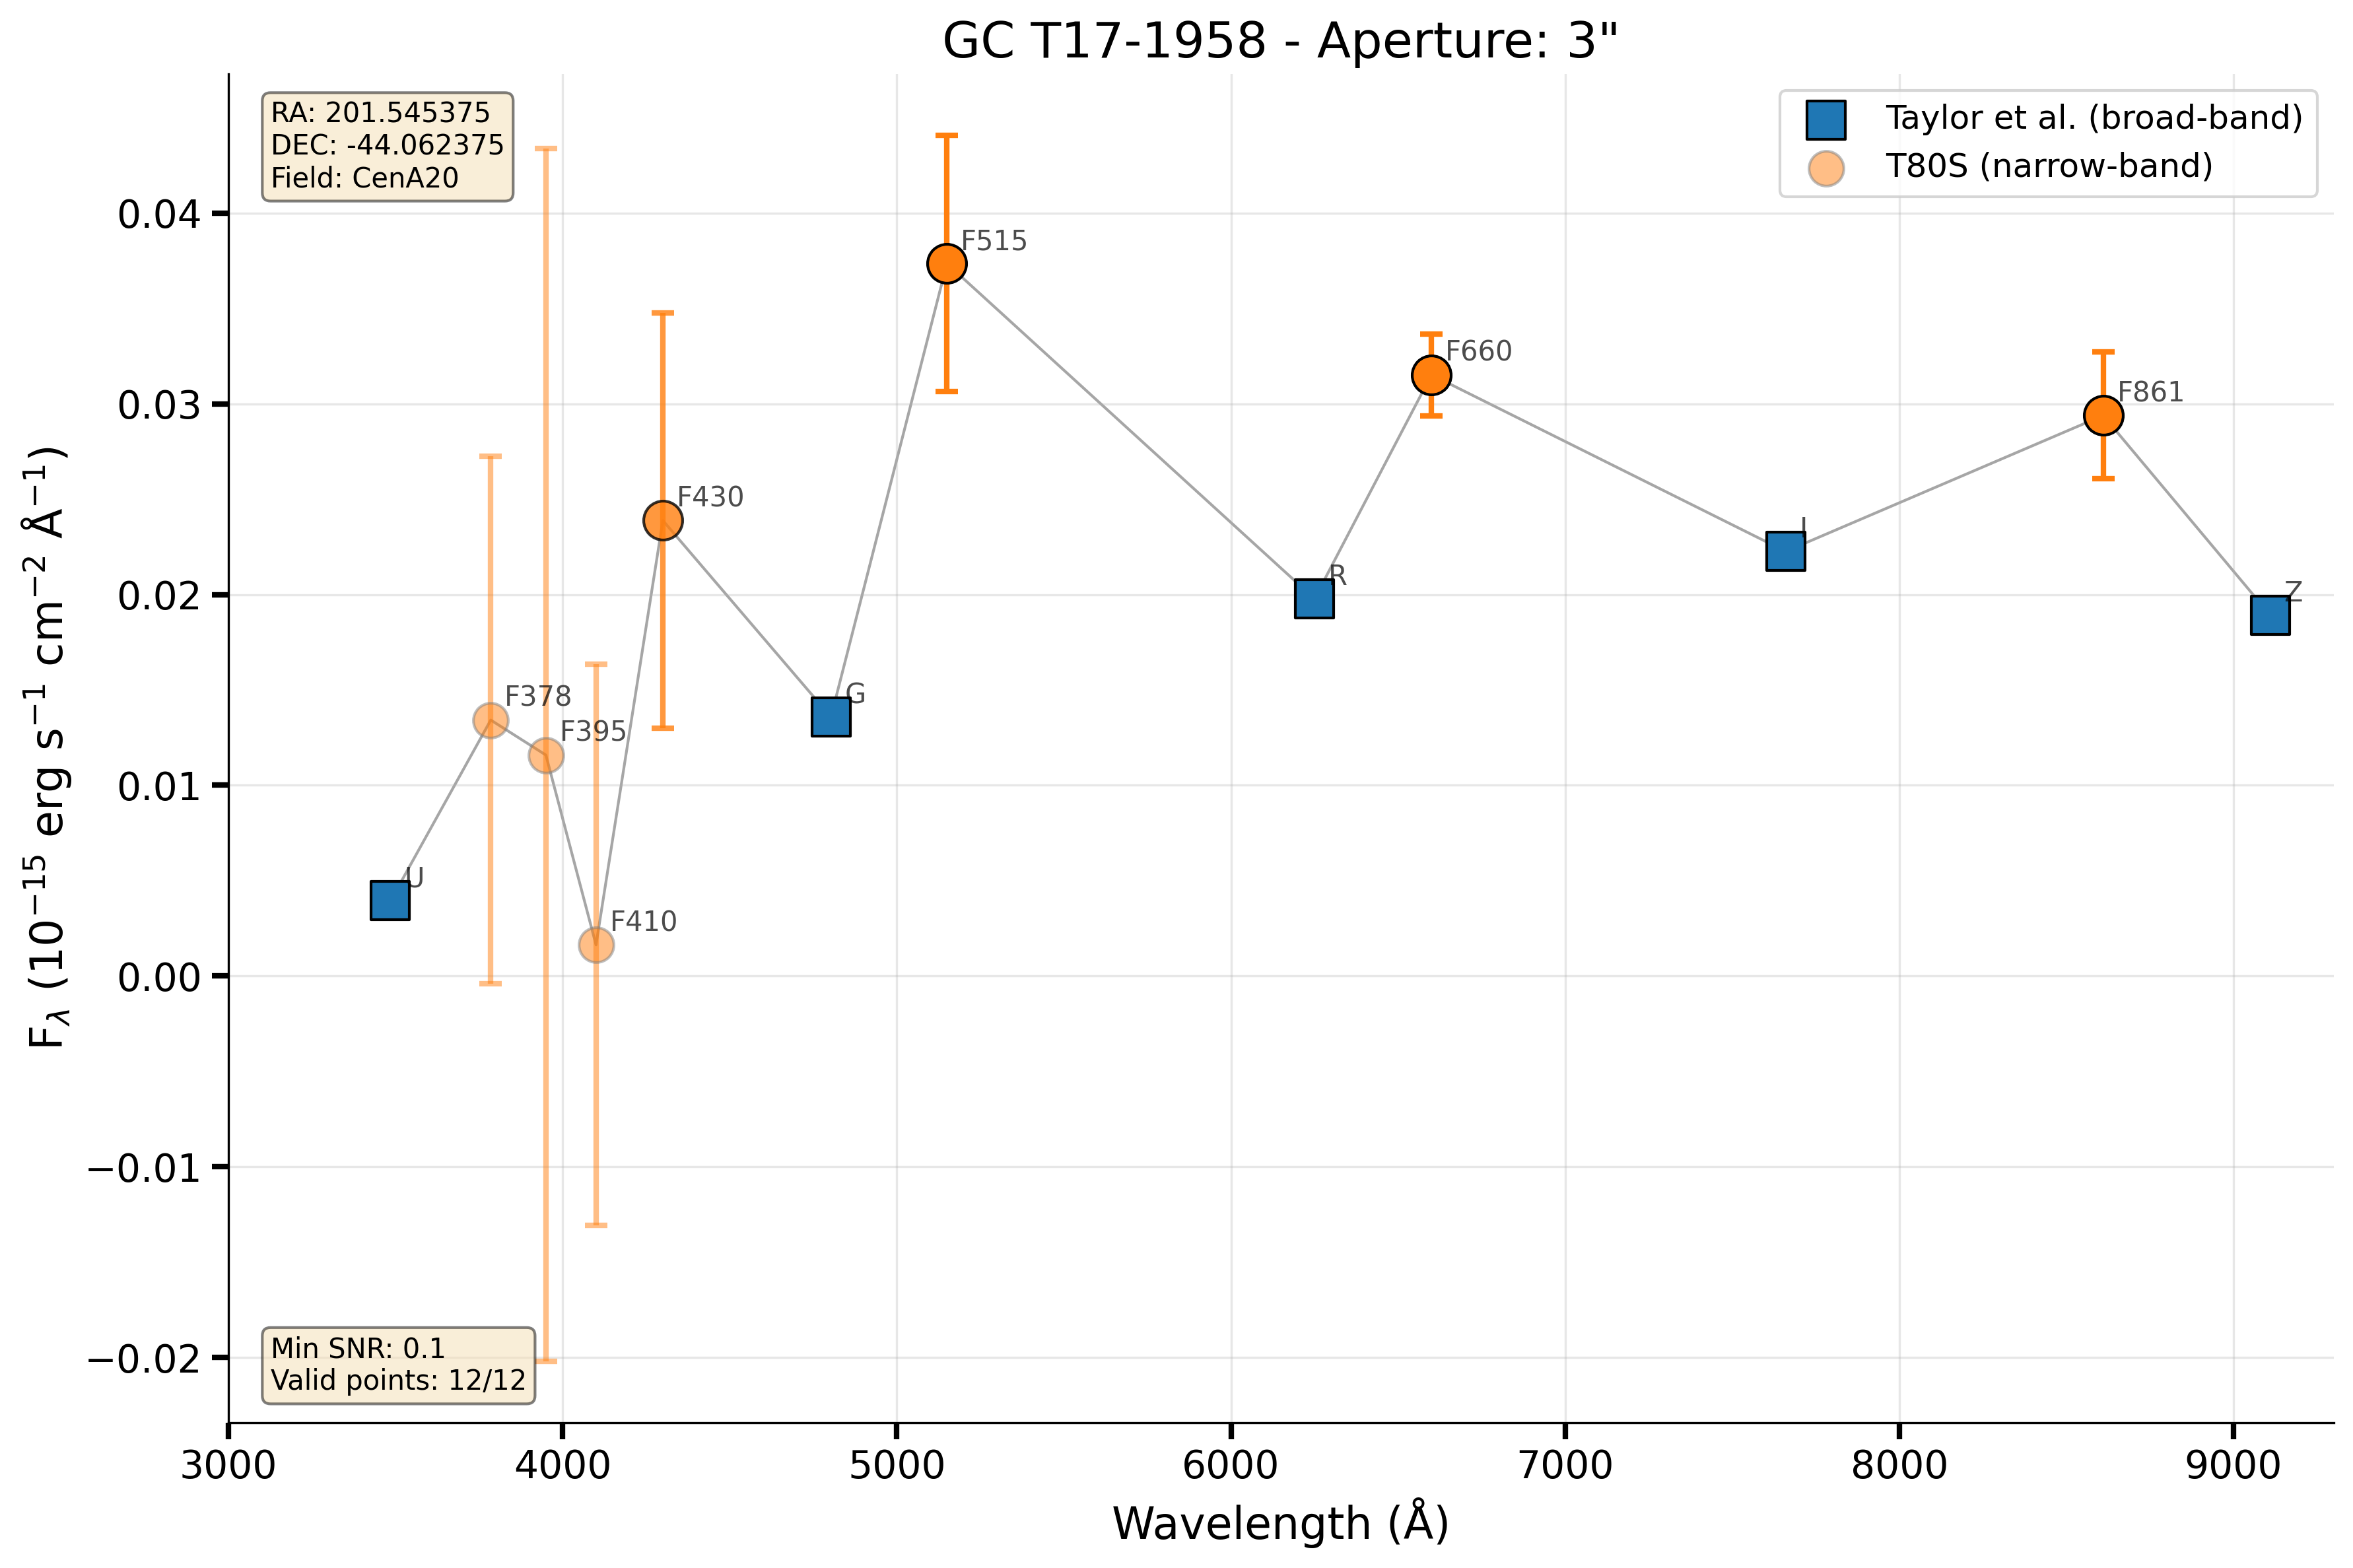 GC T17-1958 - Aperture: 3"
RA: 201.545375
DEC: -44.062375
Field: CenA20
Taylor et al. (broad-band)
T80S (narrow-band)
F515
F660
F861
F430
I
R
Z
F378
G
F395
U
F410
Min SNR: 0.1
Valid points: 12/12
0.04
0.03
0.02
0.01
0.00
−0.01
−0.02
F_λ (10⁻¹⁵ erg s⁻¹ cm⁻² Å⁻¹)
3000 4000 5000 6000 7000 8000 9000
Wavelength (Å)